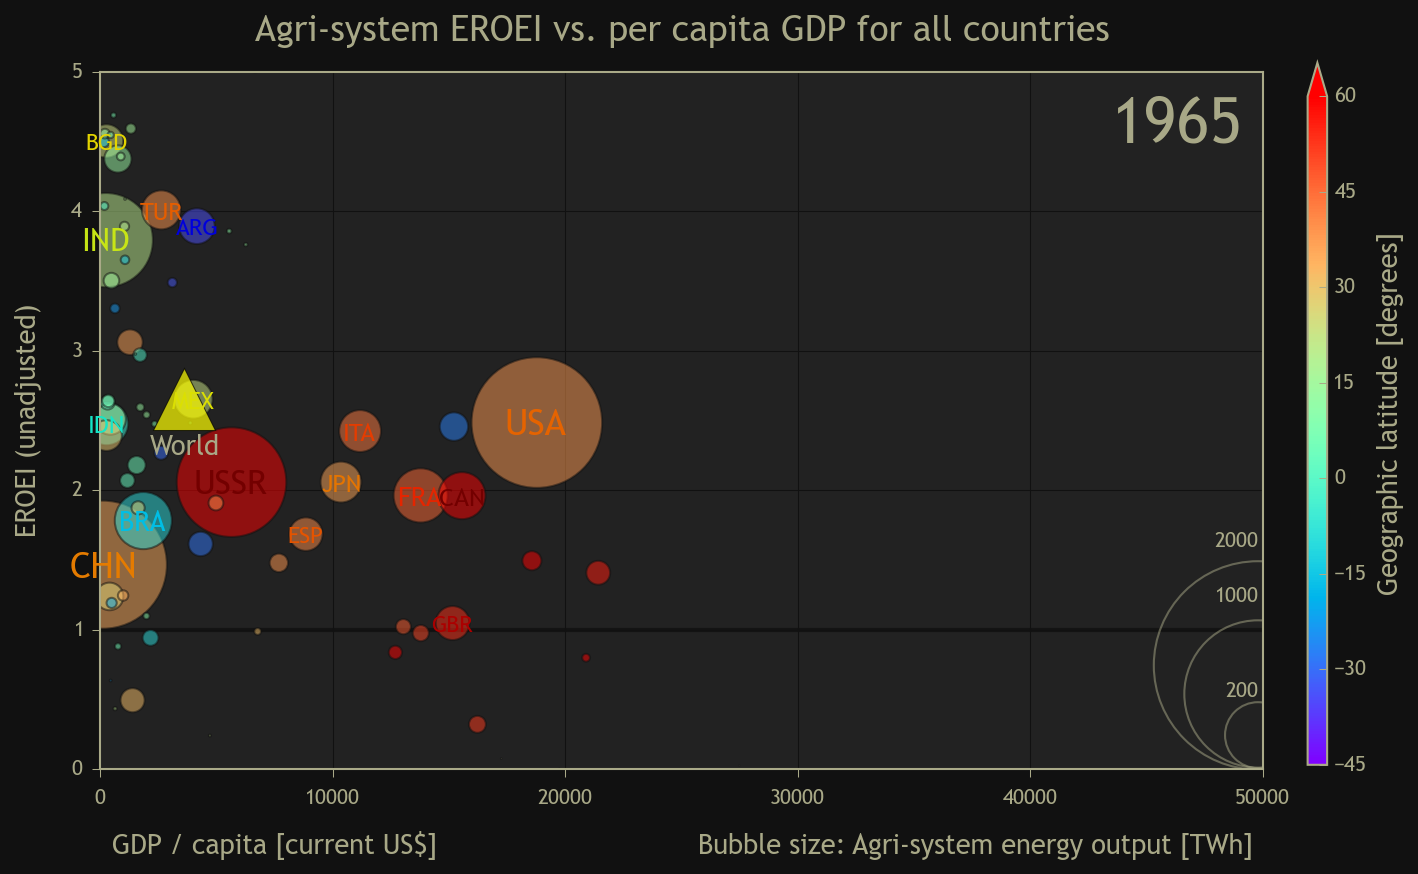 Agri-system EROEI vs. per capita GDP for all countries
1965
5
4
3
2
1
0
EROEI (unadjusted)
BGD
TUR
ARG
IND
MEX
World
IDN
USA
ITA
USSR
JPN
FRA
CAN
BRA
ESP
CHN
GBR
2000
1000
200
0
10000
20000
30000
40000
50000
GDP / capita [current US$]
Bubble size: Agri-system energy output [TWh]
60
45
30
15
0
−15
−30
−45
Geographic latitude [degrees]